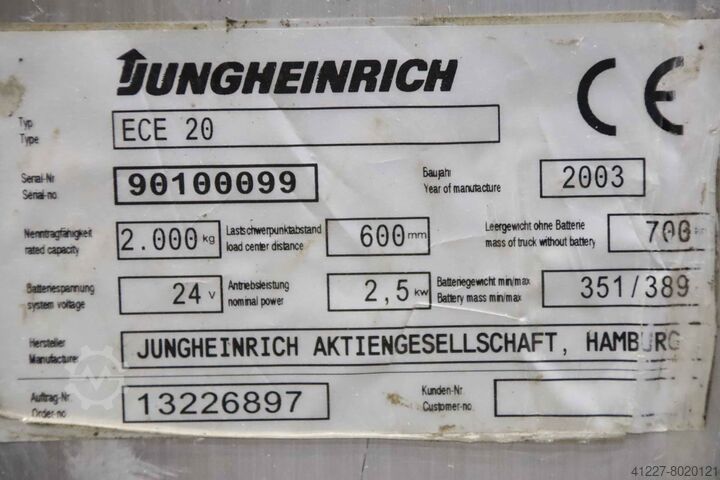 JUNGHEINRICH
CE
Typ
Type
ECE 20
Serial-Nr
Serial-no.
90100099
Baujahr
Year of manufacture
2003
Nenntragfähigkeit
rated capacity
2.000 kg
Lastschwerpunktabstand
load center distance
600 mm
Leergewicht ohne Batterie
mass of truck without battery
Batteriespannung
system voltage
24 V
Antriebsleistung
nominal power
2,5 kW
Batteriegewicht min/max
Battery mass min/max
351/389
Hersteller
Manufacturer
JUNGHEINRICH AKTIENGESELLSCHAFT, HAMBURG
Auftrag-Nr.
Order-no
13226897
Kunden-Nr.
Customer-no.
41227-8020121